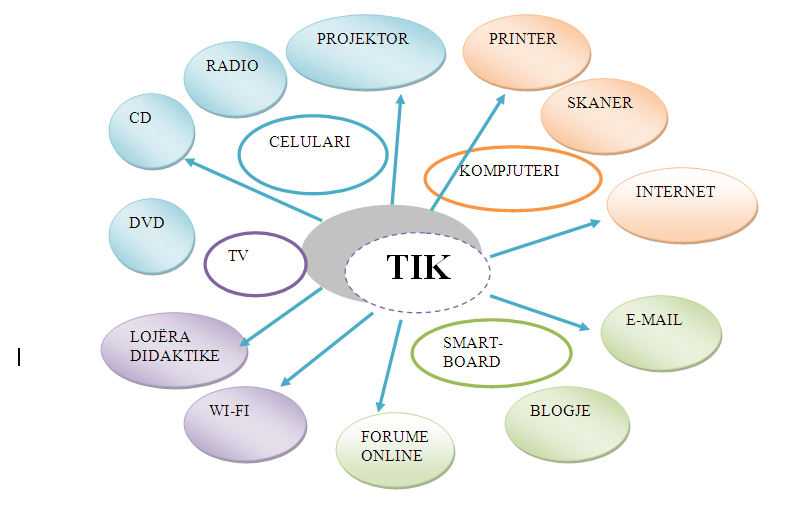 PROJEKTOR
PRINTER
RADIO
SKANER
CD
CELULARI
KOMPJUTERI
INTERNET
DVD
TV
TIK
LOJËRA
DIDAKTIKE
SMART-
BOARD
E-MAIL
WI-FI
BLOGJE
FORUME
ONLINE